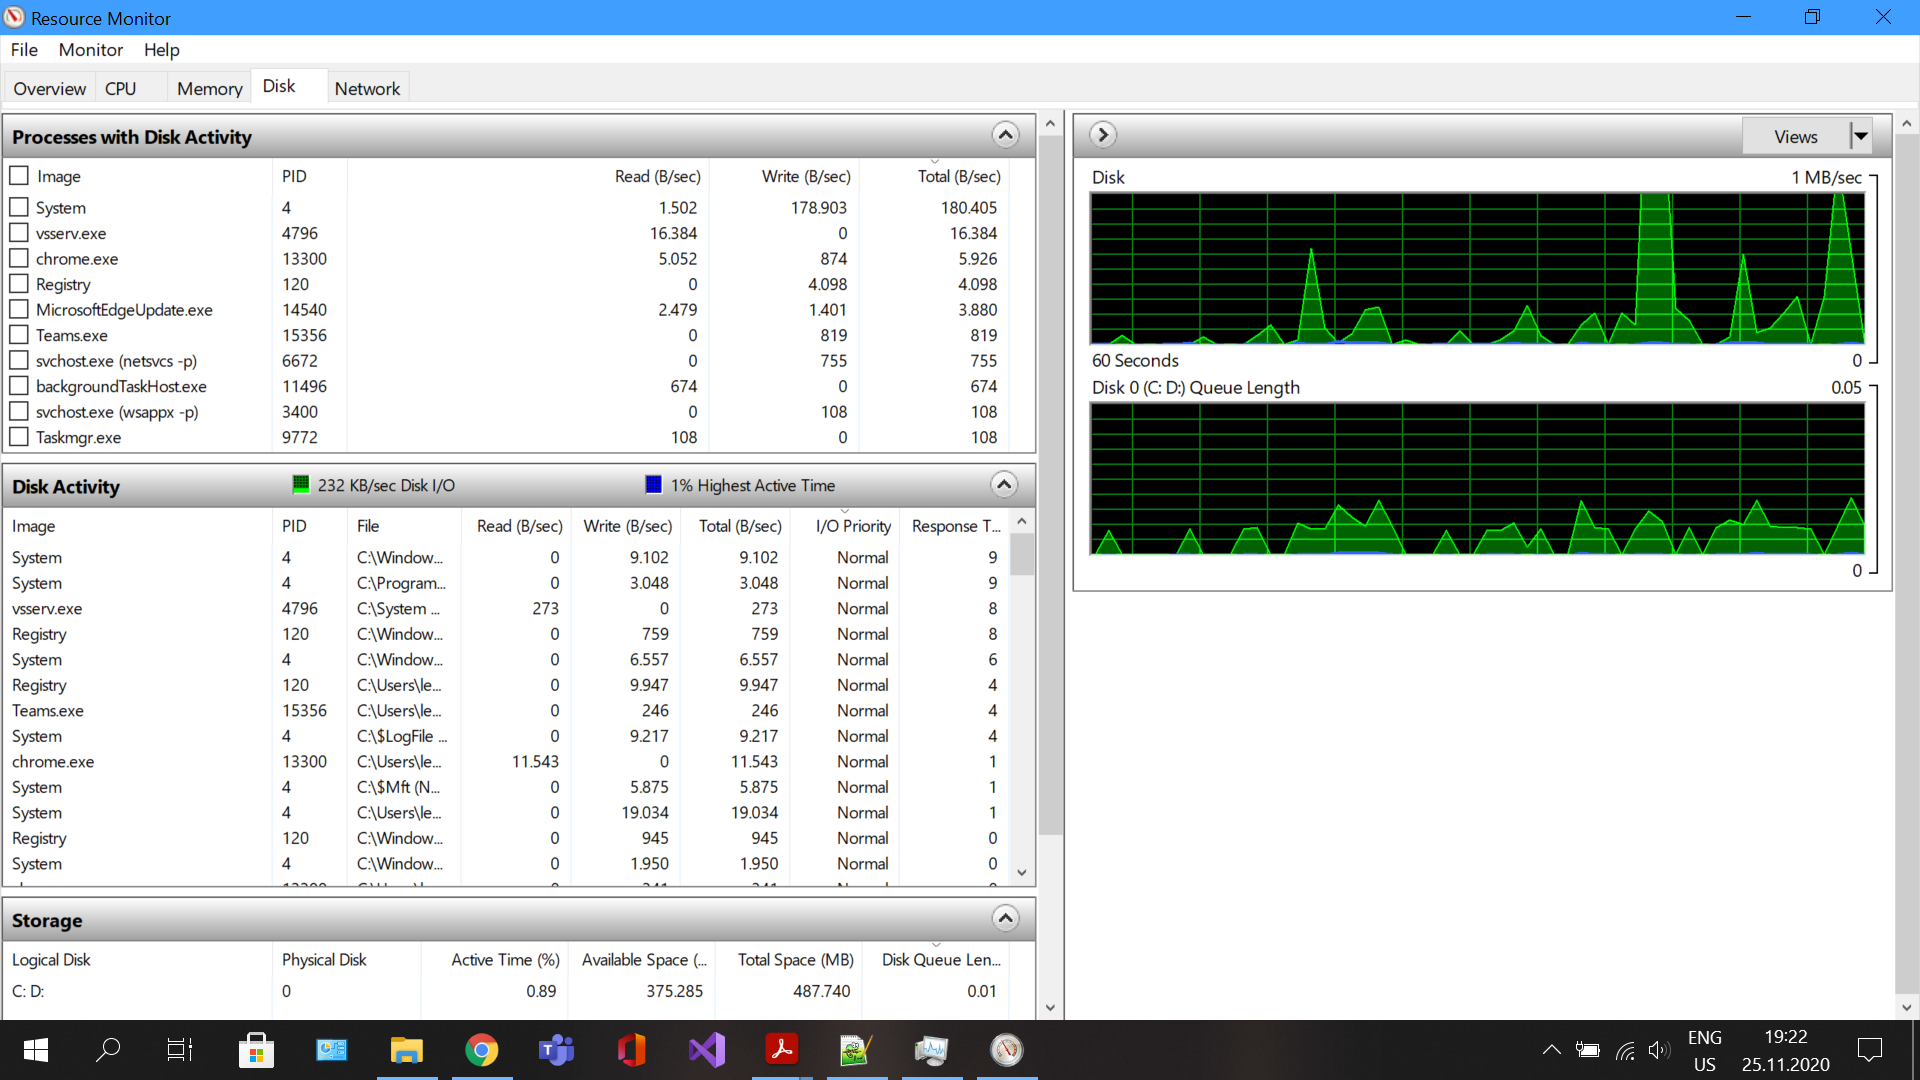 Resource Monitor
File Monitor Help
Overview CPU Memory Disk Network
Processes with Disk Activity
Image PID Read (B/sec) Write (B/sec) Total (B/sec)
System 4 1.502 178.903 180.405
vsserv.exe 4796 16.384 0 16.384
chrome.exe 13300 5.052 874 5.926
Registry 120 0 4.098 4.098
MicrosoftEdgeUpdate.exe 14540 2.479 1.401 3.880
Teams.exe 15356 0 819 819
svchost.exe (netsvcs -p) 6672 0 755 755
backgroundTaskHost.exe 11496 674 0 674
svchost.exe (wsappx -p) 3400 0 108 108
Taskmgr.exe 9772 108 0 108
Disk Activity 232 KB/sec Disk I/O 1% Highest Active Time
Image PID File Read (B/sec) Write (B/sec) Total (B/sec) I/O Priority Response T...
System 4 C:\Window... 0 9.102 9.102 Normal 9
System 4 C:\Program... 0 3.048 3.048 Normal 9
vsserv.exe 4796 C:\System ... 273 0 273 Normal 8
Registry 120 C:\Window... 0 759 759 Normal 8
System 4 C:\Window... 0 6.557 6.557 Normal 6
Registry 120 C:\Users\le... 0 9.947 9.947 Normal 4
Teams.exe 15356 C:\Users\le... 0 246 246 Normal 4
System 4 C:\$LogFile ... 0 9.217 9.217 Normal 4
chrome.exe 13300 C:\Users\le... 11.543 0 11.543 Normal 1
System 4 C:\$Mft (N... 0 5.875 5.875 Normal 1
System 4 C:\Users\le... 0 19.034 19.034 Normal 1
Registry 120 C:\Window... 0 945 945 Normal 0
System 4 C:\Window... 0 1.950 1.950 Normal 0
Storage
Logical Disk Physical Disk Active Time (%) Available Space (... Total Space (MB) Disk Queue Len...
C: D: 0 0.89 375.285 487.740 0.01
Views
Disk 1 MB/sec
60 Seconds 0
Disk 0 (C: D:) Queue Length 0.05
0
ENG
US
19:22
25.11.2020